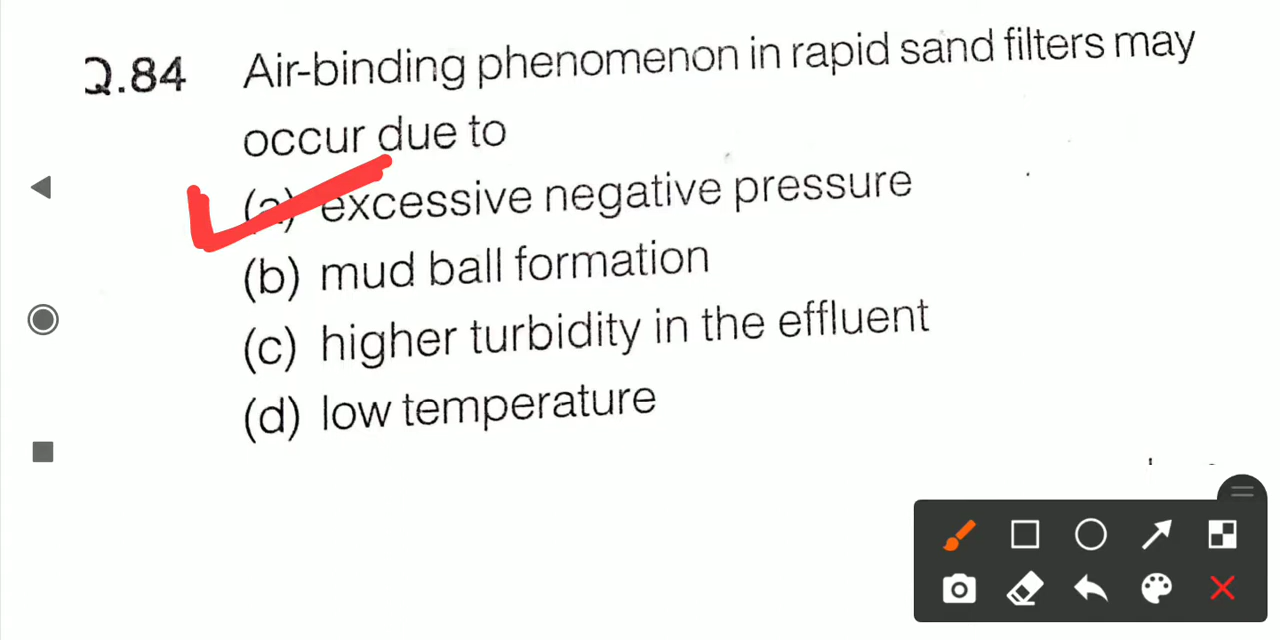 Q.84 Air-binding phenomenon in rapid sand filters may
occur due to
(a) excessive negative pressure
(b) mud ball formation
(c) higher turbidity in the effluent
(d) low temperature